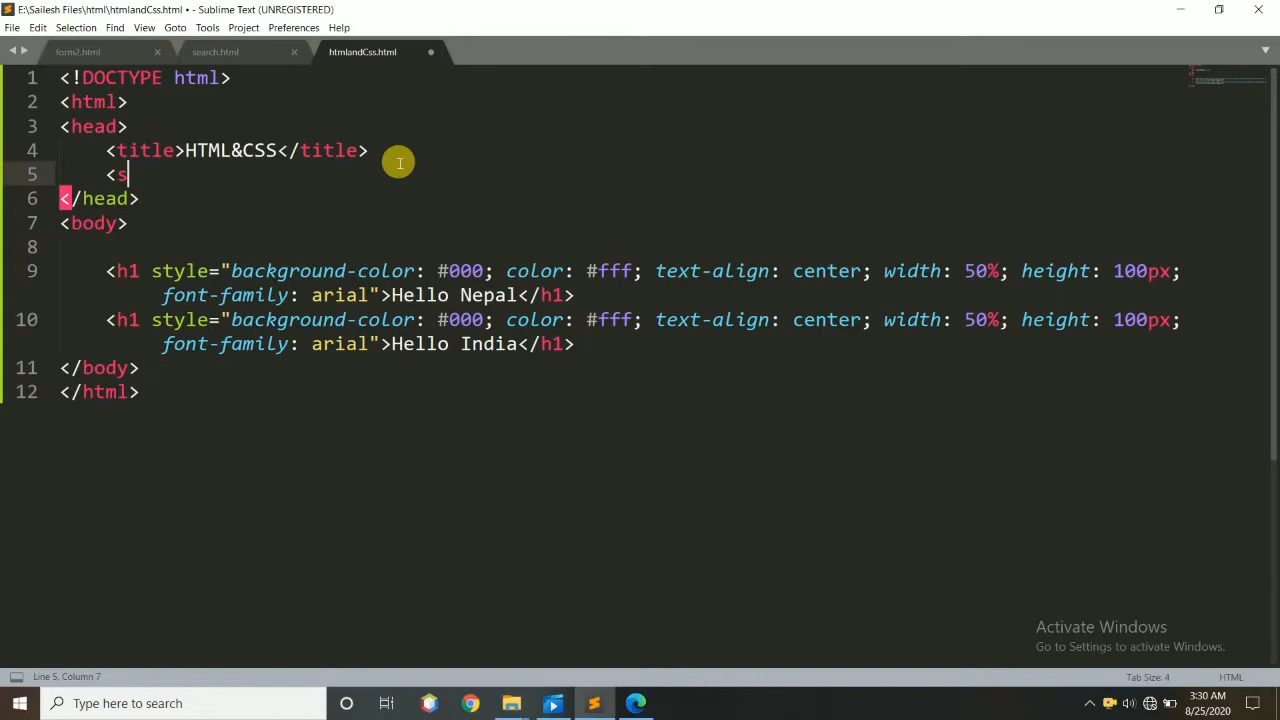 E:\Sailesh Files\html\htmlandCss.html • - Sublime Text (UNREGISTERED)
File Edit Selection Find View Goto Tools Project Preferences Help
form2.html search.html htmlandCss.html
1 <!DOCTYPE html>
2 <html>
3 <head>
4 <title>HTML&CSS</title>
5 <s
6 </head>
7 <body>
8
9 <h1 style="background-color: #000; color: #fff; text-align: center; width: 50%; height: 100px;
font-family: arial">Hello Nepal</h1>
10 <h1 style="background-color: #000; color: #fff; text-align: center; width: 50%; height: 100px;
font-family: arial">Hello India</h1>
11 </body>
12 </html>
Activate Windows
Go to Settings to activate Windows.
Line 5, Column 7 Tab Size: 4 HTML
Type here to search 3:30 AM
8/25/2020